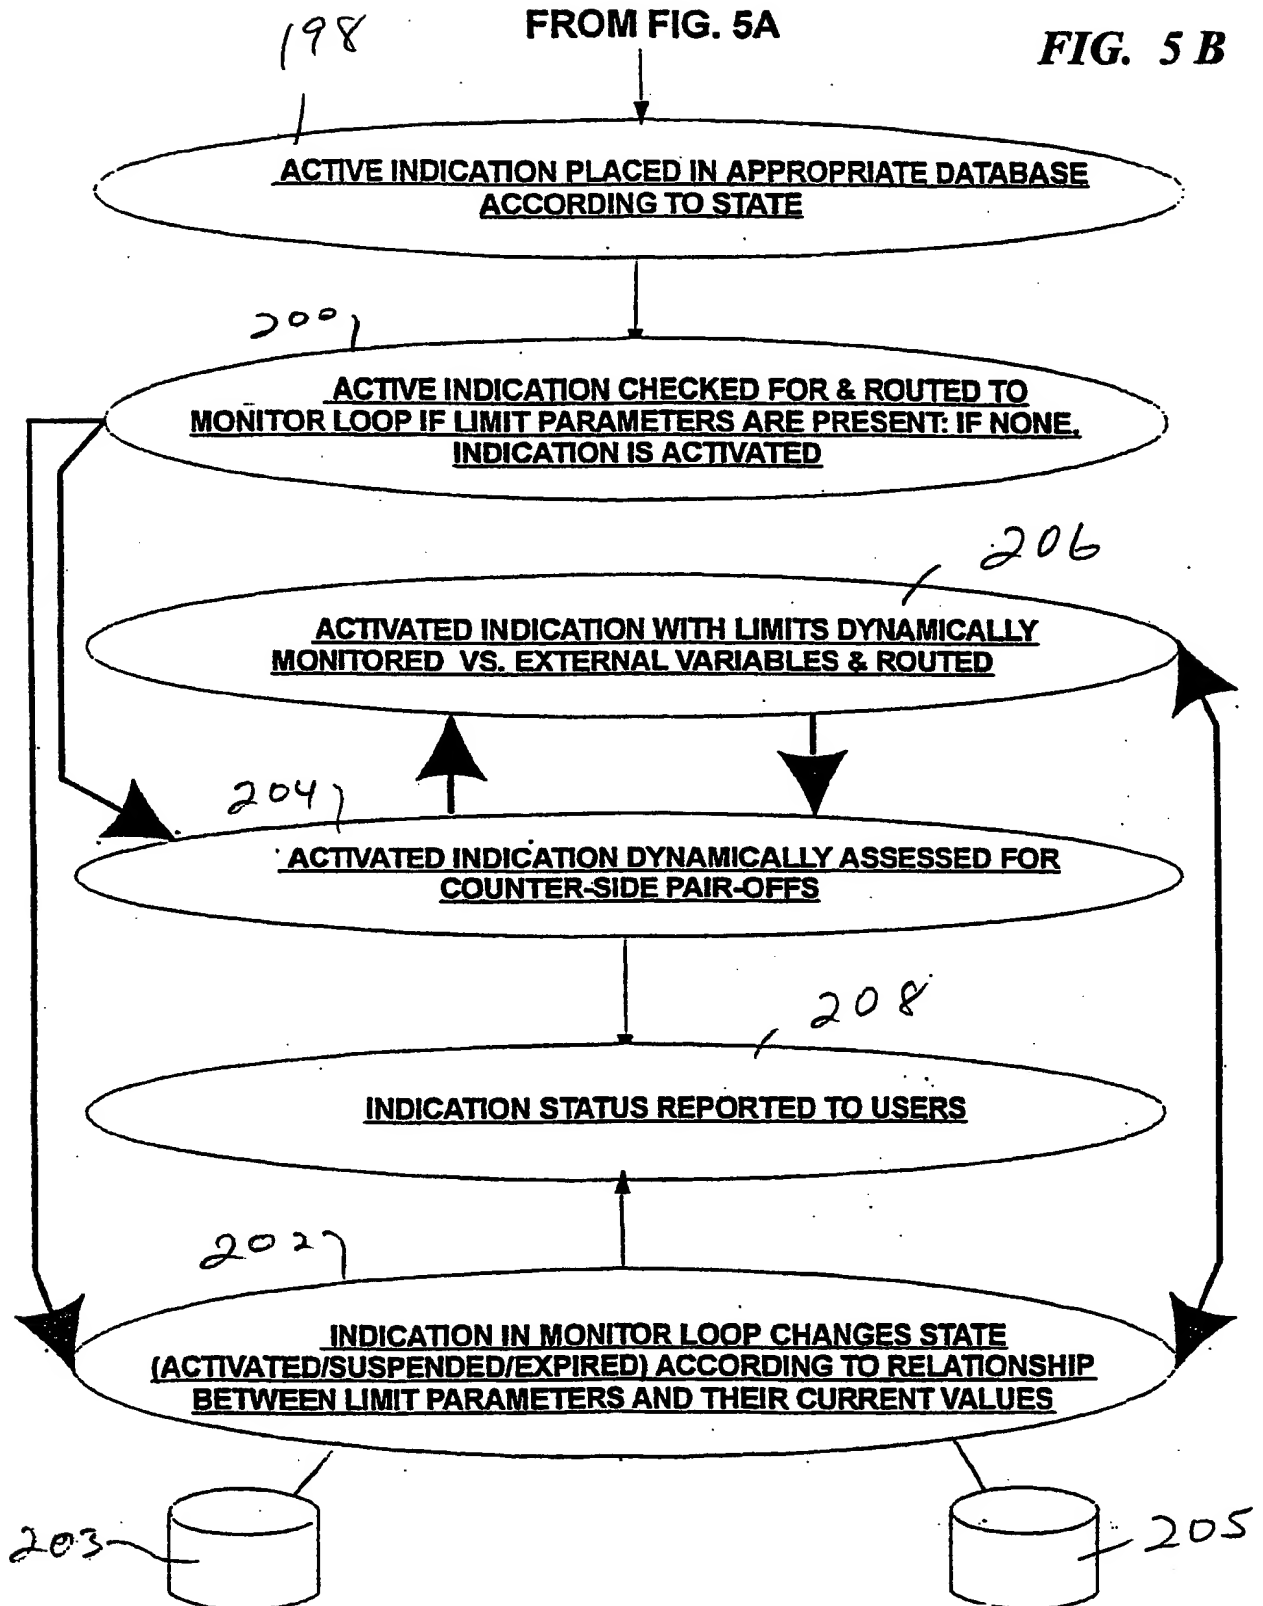 FROM FIG. 5A
FIG. 5 B
198
ACTIVE INDICATION PLACED IN APPROPRIATE DATABASE
ACCORDING TO STATE
200
ACTIVE INDICATION CHECKED FOR & ROUTED TO
MONITOR LOOP IF LIMIT PARAMETERS ARE PRESENT: IF NONE,
INDICATION IS ACTIVATED
206
ACTIVATED INDICATION WITH LIMITS DYNAMICALLY
MONITORED VS. EXTERNAL VARIABLES & ROUTED
204
ACTIVATED INDICATION DYNAMICALLY ASSESSED FOR
COUNTER-SIDE PAIR-OFFS
208
INDICATION STATUS REPORTED TO USERS
202
INDICATION IN MONITOR LOOP CHANGES STATE
(ACTIVATED/SUSPENDED/EXPIRED) ACCORDING TO RELATIONSHIP
BETWEEN LIMIT PARAMETERS AND THEIR CURRENT VALUES
203
205